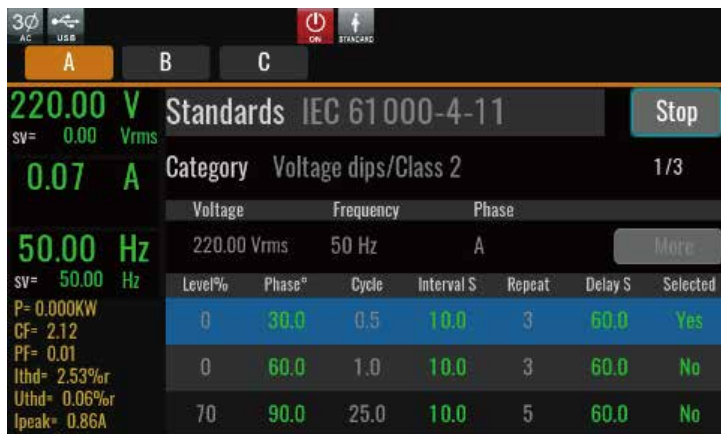 3Ø
AC
USB
ON
STANDARD
A B C
220.00 V
sv= 0.00 Vrms
0.07 A
50.00 Hz
sv= 50.00 Hz
P= 0.000KW
CF= 2.12
PF= 0.01
Ithd= 2.53%r
Uthd= 0.06%r
Ipeak= 0.86A
Standards IEC 61000-4-11 Stop
Category Voltage dips/Class 2 1/3
Voltage Frequency Phase
220.00 Vrms 50 Hz A More
Level% Phase° Cycle Interval S Repeat Delay S Selected
0 30.0 0.5 10.0 3 60.0 Yes
0 60.0 1.0 10.0 3 60.0 No
70 90.0 25.0 10.0 5 60.0 No